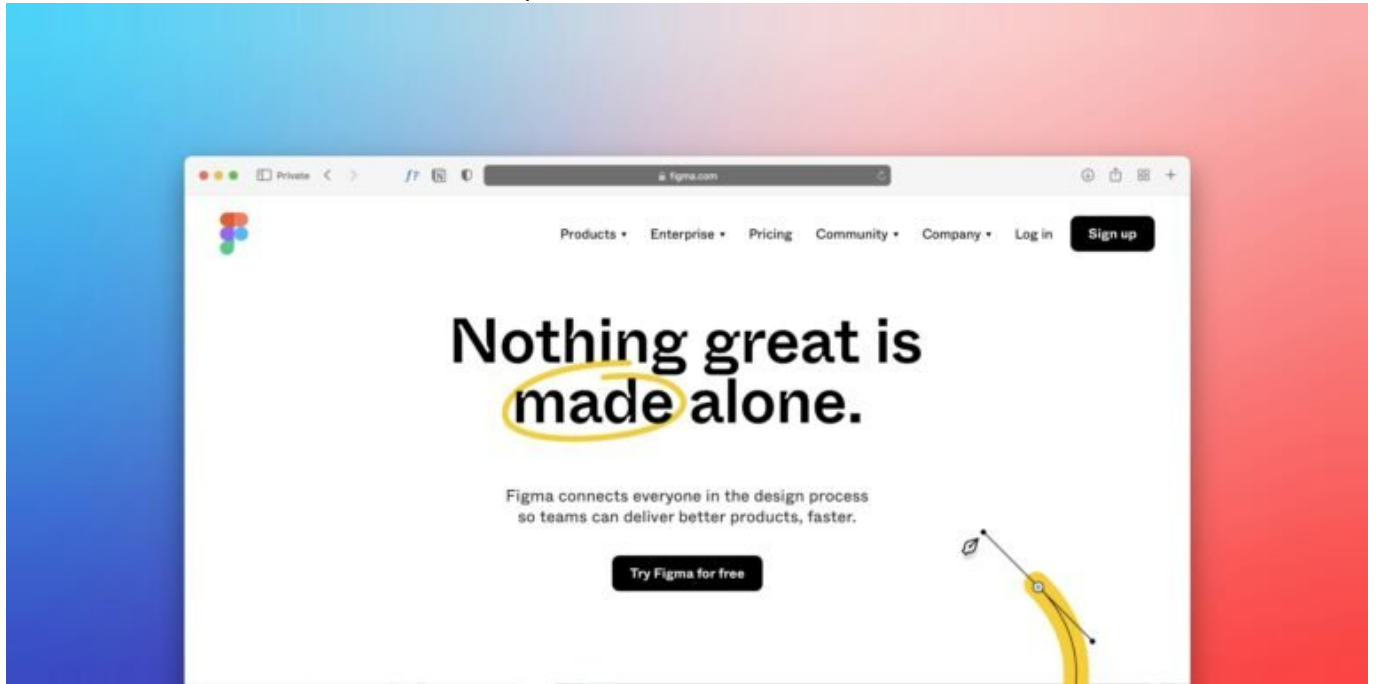 Private
figma.com
Products
Enterprise
Pricing
Community
Company
Log in
Sign up
Nothing great is
made alone.
Figma connects everyone in the design process
so teams can deliver better products, faster.
Try Figma for free